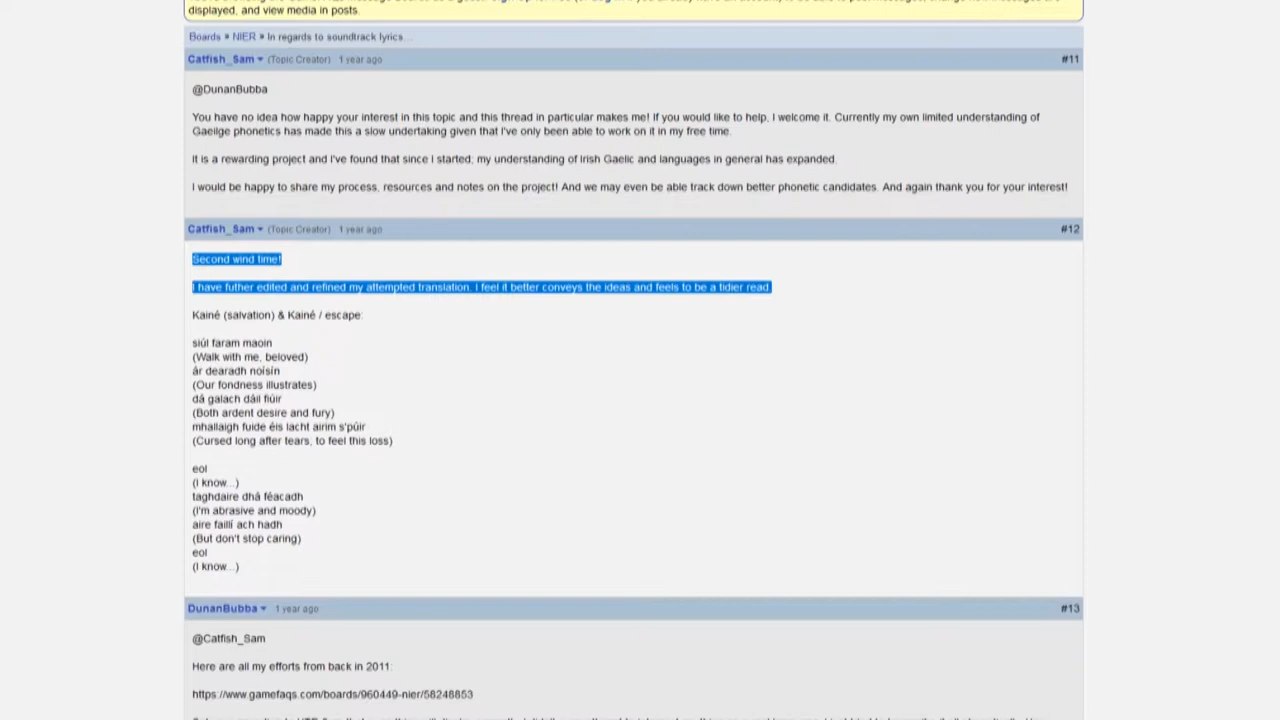 displayed, and view media in posts.
Boards » NIER » In regards to soundtrack lyrics...
Catfish_Sam (Topic Creator) 1 year ago #11
@DunanBubba
You have no idea how happy your interest in this topic and this thread in particular makes me! If you would like to help, I welcome it. Currently my own limited understanding of
Gaeilge phonetics has made this a slow undertaking given that I've only been able to work on it in my free time.
It is a rewarding project and I've found that since I started; my understanding of Irish Gaelic and languages in general has expanded.
I would be happy to share my process, resources and notes on the project! And we may even be able track down better phonetic candidates. And again thank you for your interest!
Catfish_Sam (Topic Creator) 1 year ago #12
Second wind time!
I have futher edited and refined my attempted translation. I feel it better conveys the ideas and feels to be a tidier read.
Kainé (salvation) & Kainé / escape:
siúl faram maoin
(Walk with me, beloved)
ár dearadh noisin
(Our fondness illustrates)
dá galach dáil fiúir
(Both ardent desire and fury)
mhallaigh fuide éis lacht airim s'púir
(Cursed long after tears, to feel this loss)
eol
(I know...)
taghdaire dhá féacadh
(I'm abrasive and moody)
aire faillí ach hadh
(But don't stop caring)
eol
(I know...)
DunanBubba 1 year ago #13
@Catfish_Sam
Here are all my efforts from back in 2011:
https://www.gamefaqs.com/boards/960449-nier/58248853